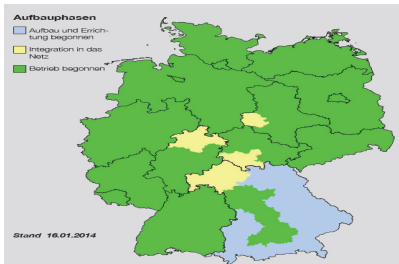 Aufbauphasen
Aufbau und Errich-
tung begonnen
Integration in das
Netz
Betrieb begonnen
Stand 16.01.2014